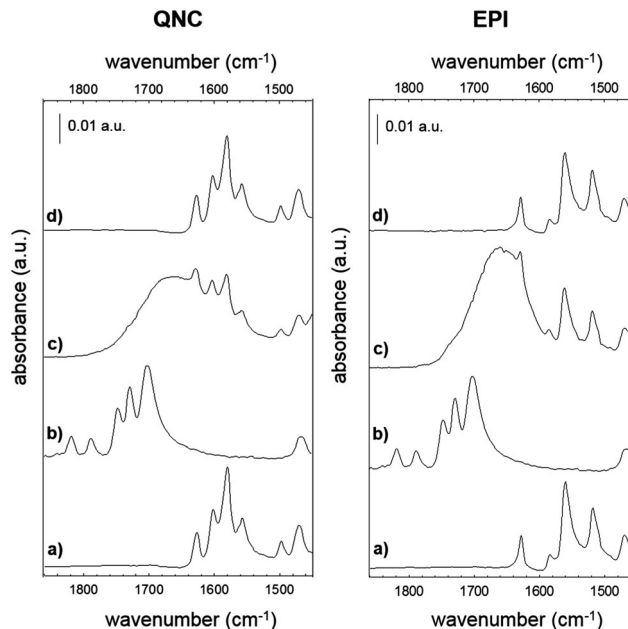 QNC
EPI
wavenumber (cm-1)
wavenumber (cm-1)
1800 1700 1600 1500
1800 1700 1600 1500
0.01 a.u.
0.01 a.u.
absorbance (a.u.)
absorbance (a.u.)
d)
d)
c)
c)
b)
b)
a)
a)
1800 1700 1600 1500
1800 1700 1600 1500
wavenumber (cm-1)
wavenumber (cm-1)